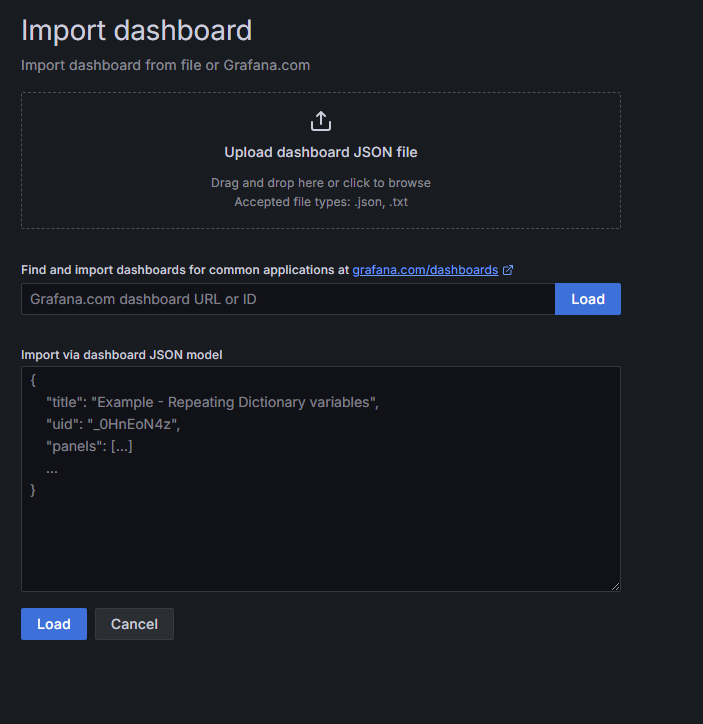 Import dashboard
Import dashboard from file or Grafana.com
Upload dashboard JSON file
Drag and drop here or click to browse
Accepted file types: .json, .txt
Find and import dashboards for common applications at grafana.com/dashboards
Grafana.com dashboard URL or ID
Load
Import via dashboard JSON model
{
"title": "Example - Repeating Dictionary variables",
"uid": "_0HnEoN4z",
"panels": [...]
...
}
Load
Cancel